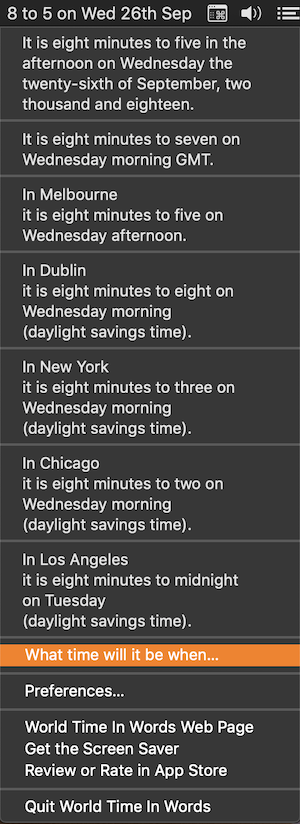 8 to 5 on Wed 26th Sep
It is eight minutes to five in the
afternoon on Wednesday the
twenty-sixth of September, two
thousand and eighteen.
It is eight minutes to seven on
Wednesday morning GMT.
In Melbourne
it is eight minutes to five on
Wednesday afternoon.
In Dublin
it is eight minutes to eight on
Wednesday morning
(daylight savings time).
In New York
it is eight minutes to three on
Wednesday morning
(daylight savings time).
In Chicago
it is eight minutes to two on
Wednesday morning
(daylight savings time).
In Los Angeles
it is eight minutes to midnight
on Tuesday
(daylight savings time).
What time will it be when...
Preferences...
World Time In Words Web Page
Get the Screen Saver
Review or Rate in App Store
Quit World Time In Words